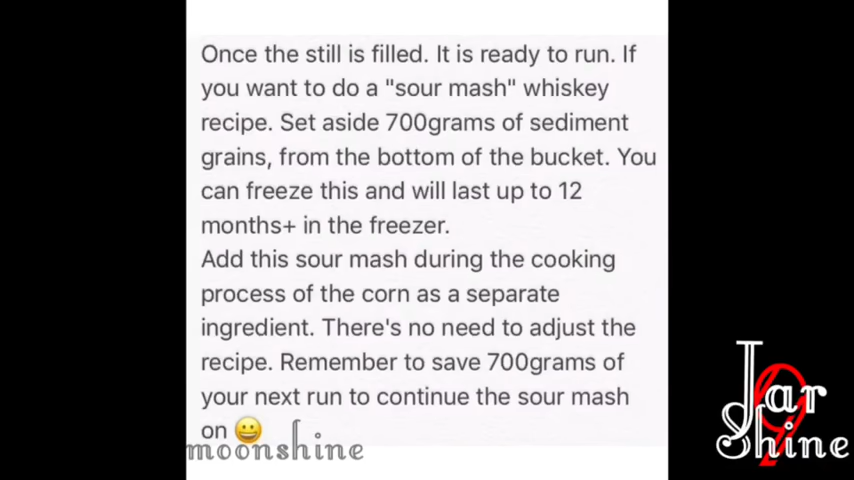 Once the still is filled. It is ready to run. If
you want to do a "sour mash" whiskey
recipe. Set aside 700grams of sediment
grains, from the bottom of the bucket. You
can freeze this and will last up to 12
months+ in the freezer.
Add this sour mash during the cooking
process of the corn as a separate
ingredient. There's no need to adjust the
recipe. Remember to save 700grams of
your next run to continue the sour mash
on 😀
moonshine
Jar
9
Shine